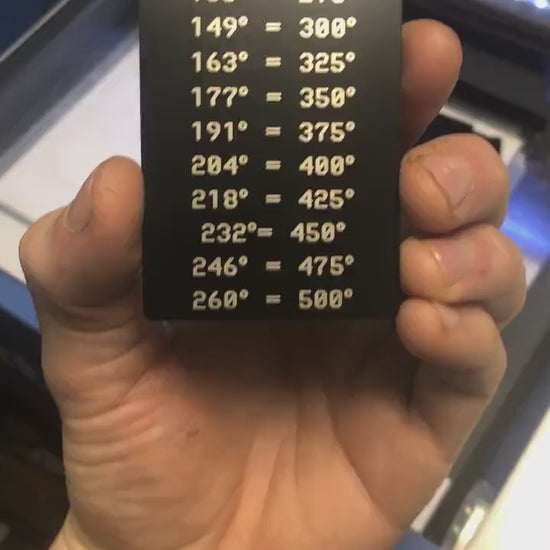 149° = 300°
163° = 325°
177° = 350°
191° = 375°
204° = 400°
218° = 425°
232°= 450°
246° = 475°
260° = 500°